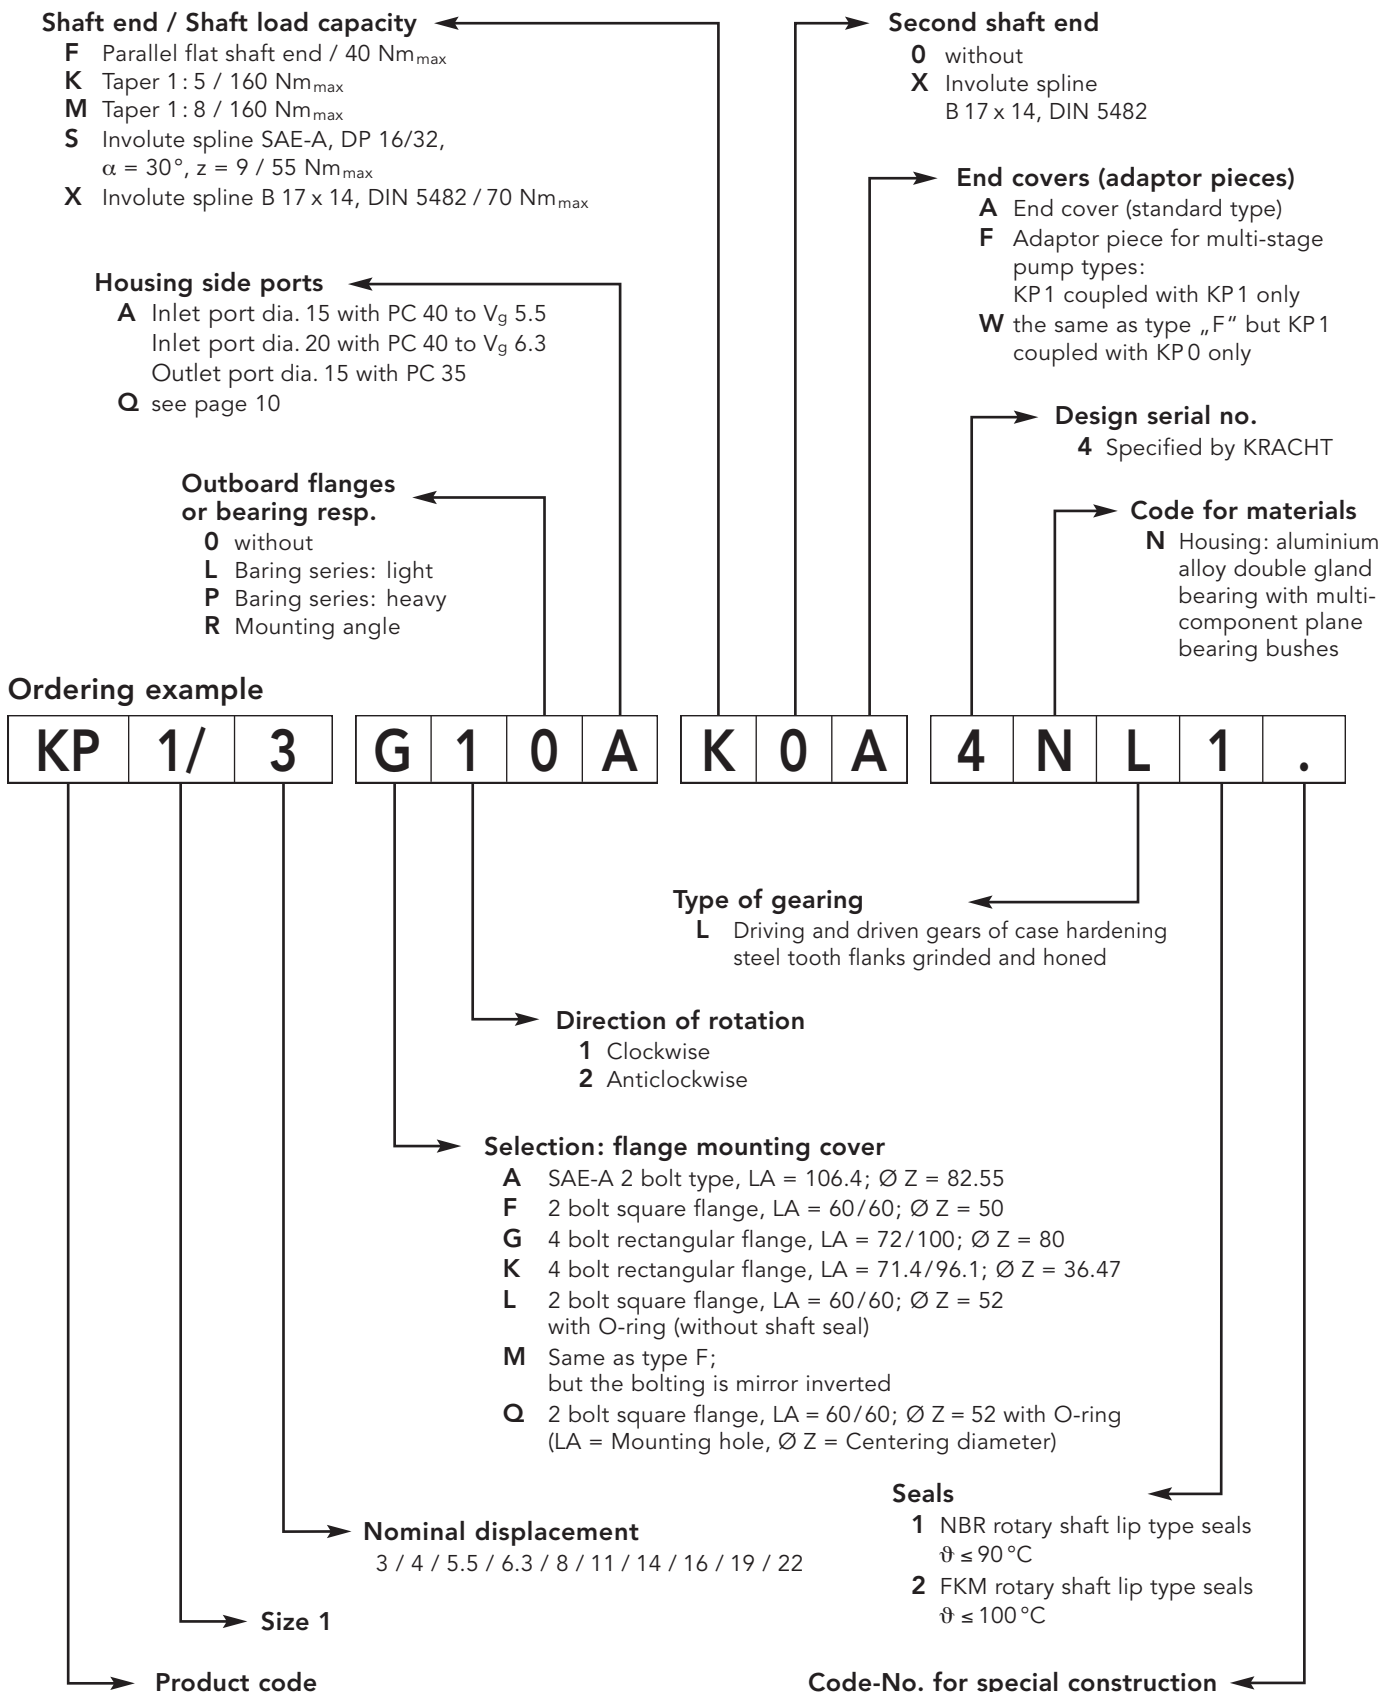 Shaft end / Shaft load capacity
F Parallel flat shaft end / 40 Nmmax
K Taper 1:5 / 160 Nmmax
M Taper 1:8 / 160 Nmmax
S Involute spline SAE-A, DP 16/32,
α = 30°, z = 9 / 55 Nmmax
X Involute spline B 17 x 14, DIN 5482 / 70 Nmmax
Second shaft end
0 without
X Involute spline
B 17 x 14, DIN 5482
End covers (adaptor pieces)
A End cover (standard type)
F Adaptor piece for multi-stage
pump types:
KP1 coupled with KP1 only
W the same as type „F“ but KP1
coupled with KP0 only
Housing side ports
A Inlet port dia. 15 with PC 40 to Vg 5.5
Inlet port dia. 20 with PC 40 to Vg 6.3
Outlet port dia. 15 with PC 35
Q see page 10
Design serial no.
4 Specified by KRACHT
Outboard flanges
or bearing resp.
0 without
L Baring series: light
P Baring series: heavy
R Mounting angle
Code for materials
N Housing: aluminium
alloy double gland
bearing with multi-
component plane
bearing bushes
Ordering example
KP 1/ 3 G 1 0 A K 0 A 4 N L 1 .
Type of gearing
L Driving and driven gears of case hardening
steel tooth flanks grinded and honed
Direction of rotation
1 Clockwise
2 Anticlockwise
Selection: flange mounting cover
A SAE-A 2 bolt type, LA = 106.4; Ø Z = 82.55
F 2 bolt square flange, LA = 60/60; Ø Z = 50
G 4 bolt rectangular flange, LA = 72/100; Ø Z = 80
K 4 bolt rectangular flange, LA = 71.4/96.1; Ø Z = 36.47
L 2 bolt square flange, LA = 60/60; Ø Z = 52
with O-ring (without shaft seal)
M Same as type F;
but the bolting is mirror inverted
Q 2 bolt square flange, LA = 60/60; Ø Z = 52 with O-ring
(LA = Mounting hole, Ø Z = Centering diameter)
Seals
1 NBR rotary shaft lip type seals
ϑ ≤ 90 °C
2 FKM rotary shaft lip type seals
ϑ ≤ 100 °C
Nominal displacement
3 / 4 / 5.5 / 6.3 / 8 / 11 / 14 / 16 / 19 / 22
Size 1
Product code
Code-No. for special construction